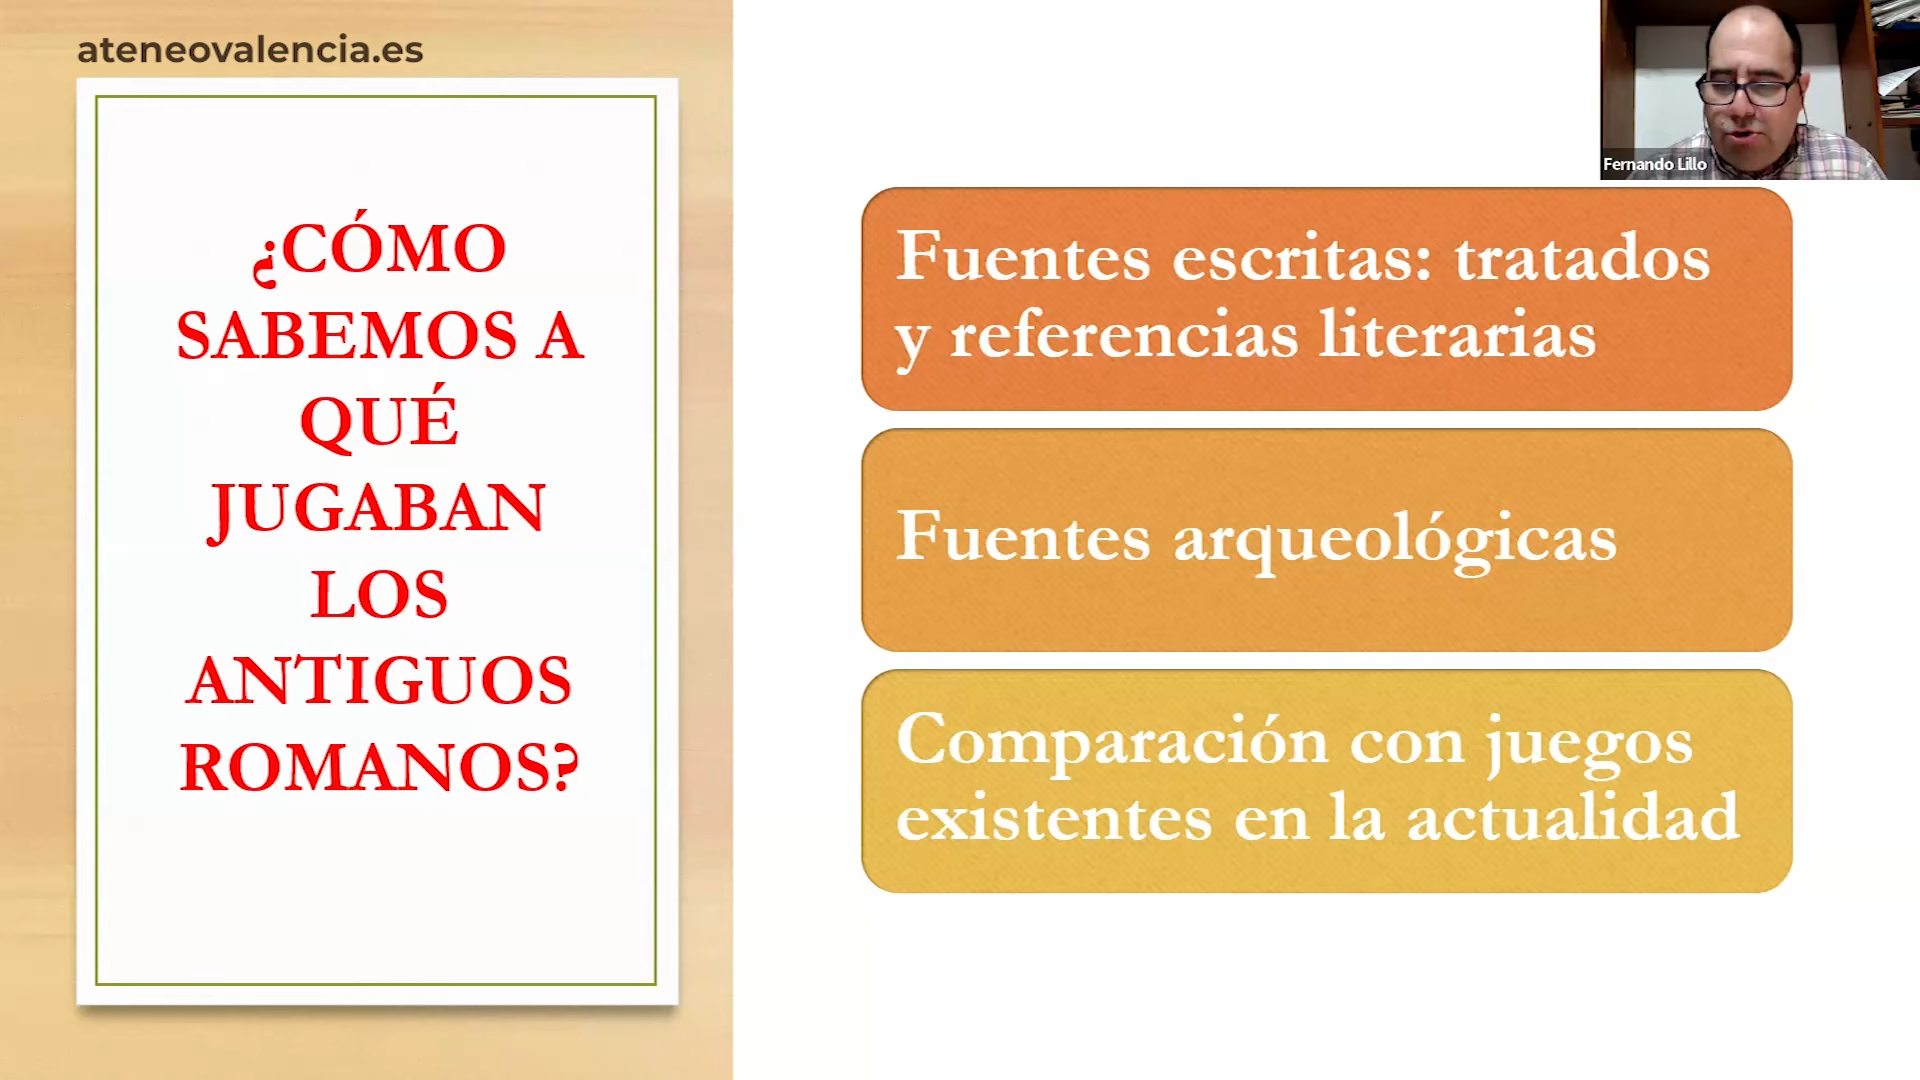 ateneovalencia.es
¿CÓMO
SABEMOS A
QUÉ
JUGABAN
LOS
ANTIGUOS
ROMANOS?
Fernando Lillo
Fuentes escritas: tratados
y referencias literarias
Fuentes arqueológicas
Comparación con juegos
existentes en la actualidad